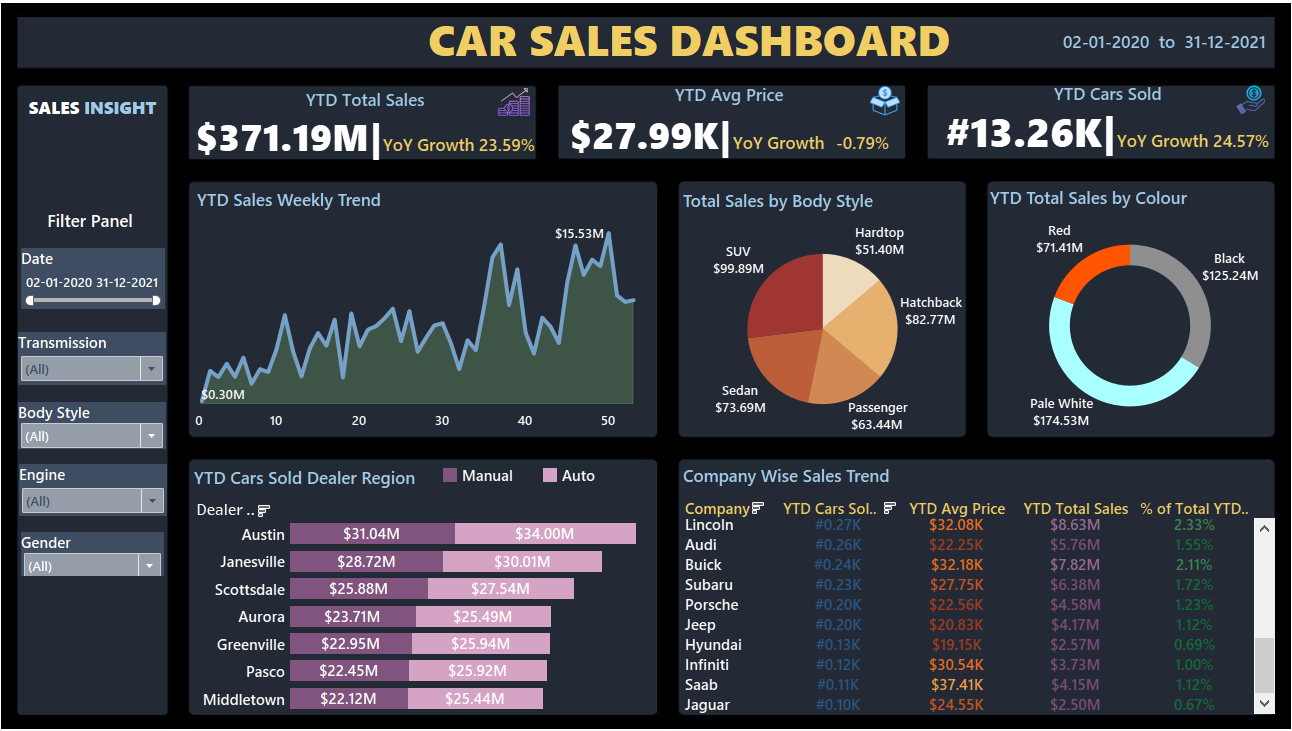 CAR SALES DASHBOARD
02-01-2020 to 31-12-2021
SALES INSIGHT
YTD Total Sales
$371.19M|
YoY Growth 23.59%
YTD Avg Price
$27.99K|
YoY Growth -0.79%
YTD Cars Sold
#13.26K|
YoY Growth 24.57%
Filter Panel
Date
02-01-2020 31-12-2021
Transmission
(All)
Body Style
(All)
Engine
(All)
Gender
(All)
YTD Sales Weekly Trend
$15.53M
$0.30M
0 10 20 30 40 50
Total Sales by Body Style
Hardtop
$51.40M
SUV
$99.89M
Hatchback
$82.77M
Sedan
$73.69M
Passenger
$63.44M
YTD Total Sales by Colour
Red
$71.41M
Black
$125.24M
Pale White
$174.53M
YTD Cars Sold Dealer Region
Manual
Auto
Dealer ..
Austin $31.04M $34.00M
Janesville $28.72M $30.01M
Scottsdale $25.88M $27.54M
Aurora $23.71M $25.49M
Greenville $22.95M $25.94M
Pasco $22.45M $25.92M
Middletown $22.12M $25.44M
Company Wise Sales Trend
Company YTD Cars Sol.. YTD Avg Price YTD Total Sales % of Total YTD..
Lincoln #0.27K $32.08K $8.63M 2.33%
Audi #0.26K $22.25K $5.76M 1.55%
Buick #0.24K $32.18K $7.82M 2.11%
Subaru #0.23K $27.75K $6.38M 1.72%
Porsche #0.20K $22.56K $4.58M 1.23%
Jeep #0.20K $20.83K $4.17M 1.12%
Hyundai #0.13K $19.15K $2.57M 0.69%
Infiniti #0.12K $30.54K $3.73M 1.00%
Saab #0.11K $37.41K $4.15M 1.12%
Jaguar #0.10K $24.55K $2.50M 0.67%